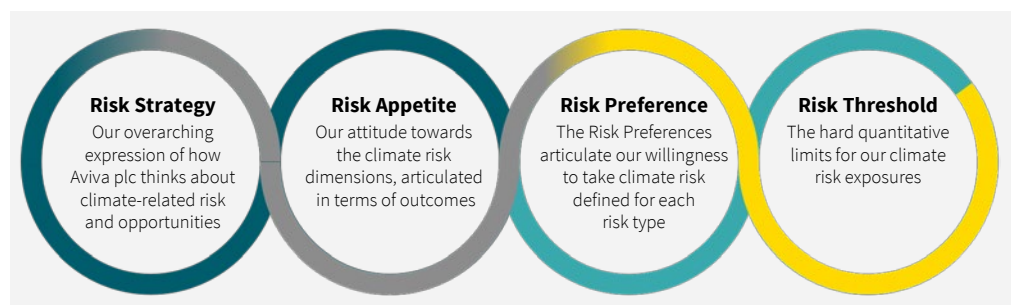 Risk Strategy
Our overarching
expression of how
Aviva plc thinks about
climate-related risk
and opportunities
Risk Appetite
Our attitude towards
the climate risk
dimensions, articulated
in terms of outcomes
Risk Preference
The Risk Preferences
articulate our willingness
to take climate risk
defined for each
risk type
Risk Threshold
The hard quantitative
limits for our climate
risk exposures